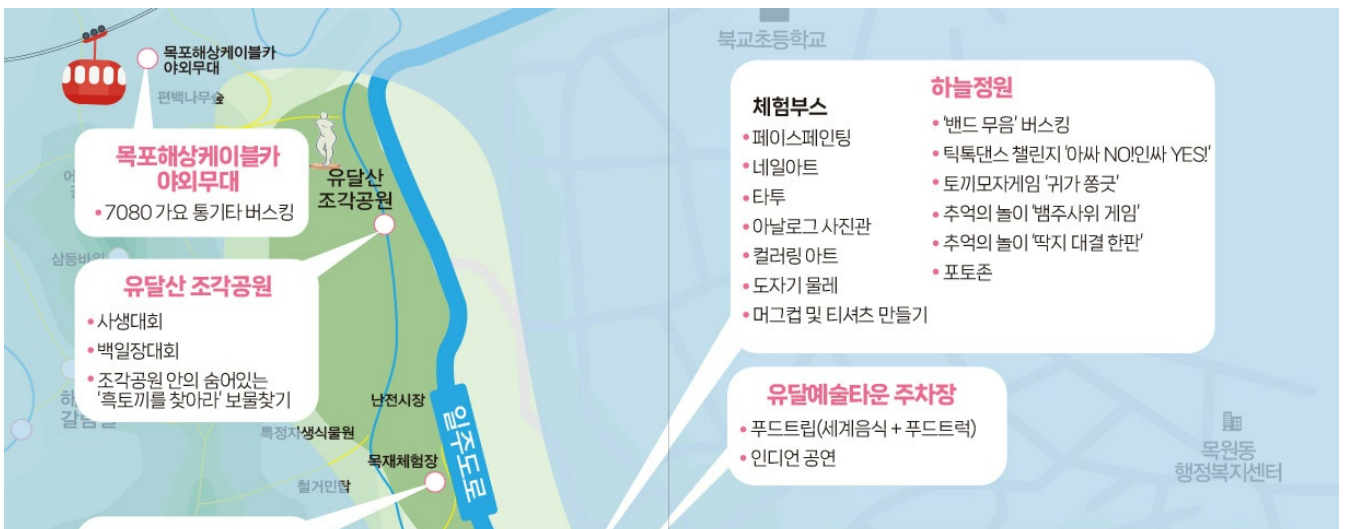 북교초등학교
목포해상케이블카
야외무대
편백나무숲
목포해상케이블카
야외무대
• 7080 가요 통기타 버스킹
유달산
조각공원
유달산 조각공원
• 사생대회
• 백일장대회
• 조각공원 안의 숨어있는
'흑토끼를 찾아라' 보물찾기
난전시장
특정자생식물원
목재체험장
철거민탑
일주도로
체험부스
• 페이스페인팅
• 네일아트
• 타투
• 아날로그 사진관
• 컬러링 아트
• 도자기 물레
• 머그컵 및 티셔츠 만들기
하늘정원
• '밴드 무음' 버스킹
• 틱톡댄스 챌린지 '아싸 NO!인싸 YES!'
• 토끼모자게임 '귀가 쫑긋'
• 추억의 놀이 '뱀주사위 게임'
• 추억의 놀이 '딱지 대결 한판'
• 포토존
유달예술타운 주차장
• 푸드트립(세계음식 + 푸드트럭)
• 인디언 공연
목원동
행정복지센터